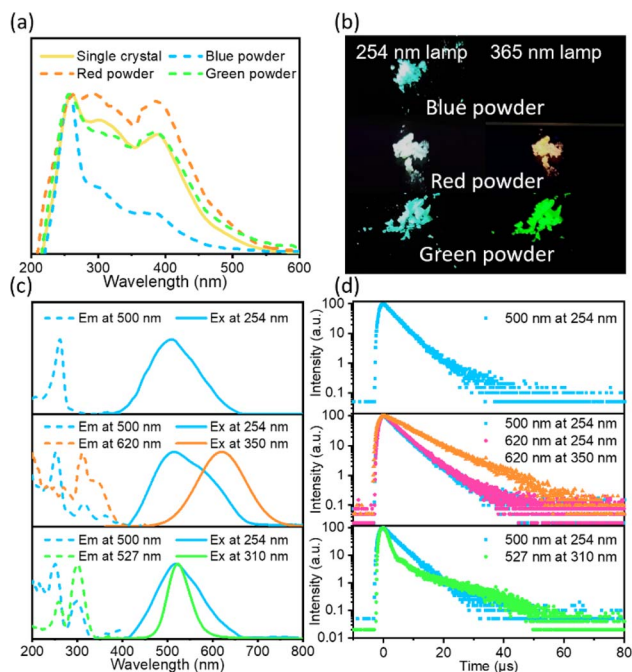 (a)
Single crystal
Blue powder
Red powder
Green powder
200 300 400 500 600
Wavelength (nm)
(b)
254 nm lamp 365 nm lamp
Blue powder
Red powder
Green powder
(c)
Em at 500 nm Ex at 254 nm
Em at 500 nm Ex at 254 nm
Em at 620 nm Ex at 350 nm
Em at 500 nm Ex at 254 nm
Em at 527 nm Ex at 310 nm
200 300 400 500 600 700 800
Wavelength (nm)
(d)
Intensity (a.u.)
100
10
1
0.1
500 nm at 254 nm
Intensity (a.u.)
100
10
1
0.1
500 nm at 254 nm
620 nm at 254 nm
620 nm at 350 nm
Intensity (a.u.)
100
10
1
0.1
0.01
500 nm at 254 nm
527 nm at 310 nm
0 20 40 60 80
Time (μs)